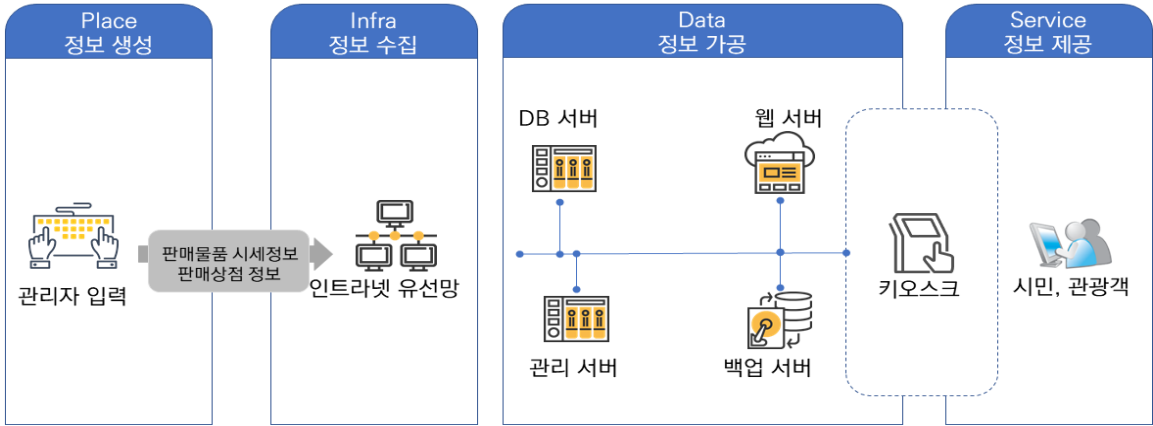 Place
정보 생성
Infra
정보 수집
Data
정보 가공
Service
정보 제공
관리자 입력
판매물품 시세정보
판매상점 정보
인트라넷 유선망
DB 서버
웹 서버
관리 서버
백업 서버
키오스크
시민, 관광객